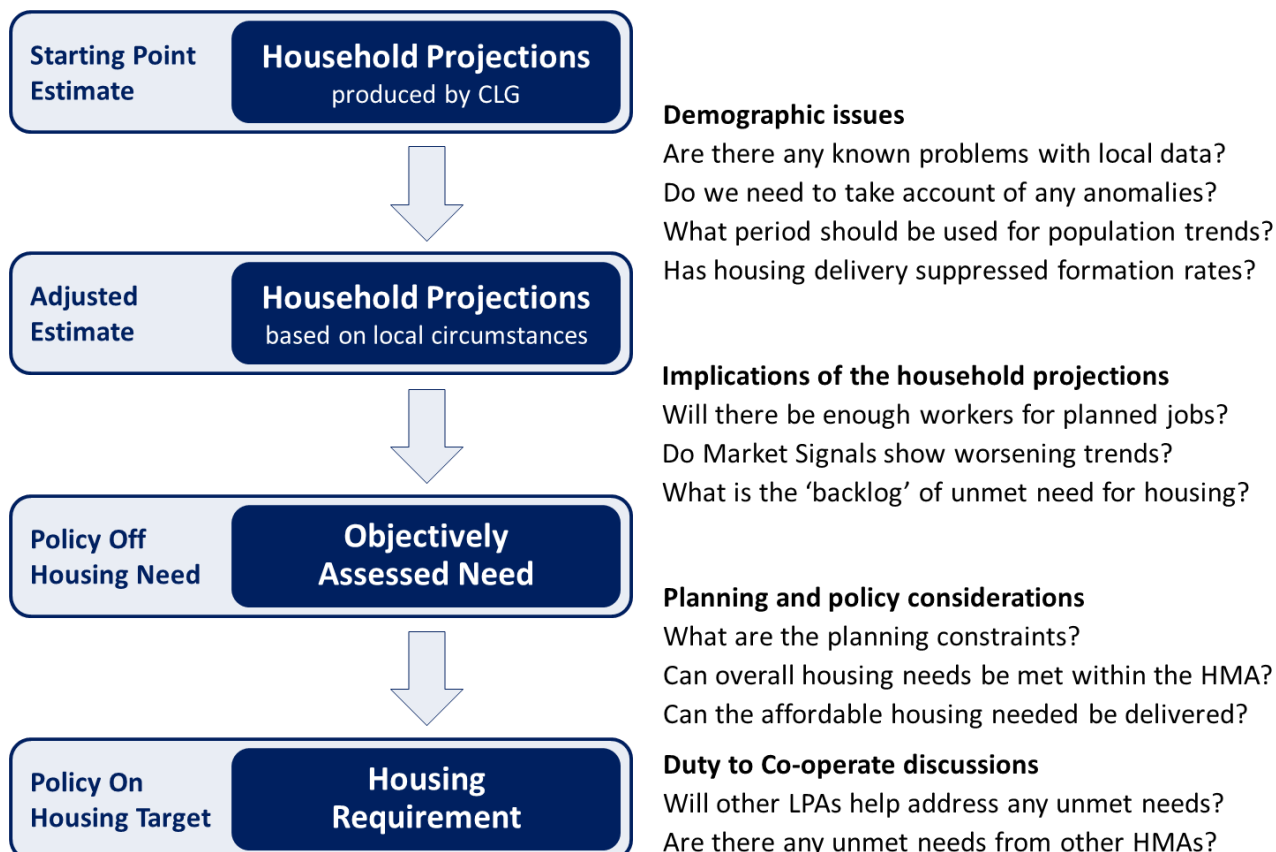 Starting Point
Estimate
Household Projections
produced by CLG
Demographic issues
Are there any known problems with local data?
Do we need to take account of any anomalies?
What period should be used for population trends?
Has housing delivery suppressed formation rates?
Adjusted
Estimate
Household Projections
based on local circumstances
Implications of the household projections
Will there be enough workers for planned jobs?
Do Market Signals show worsening trends?
What is the ‘backlog’ of unmet need for housing?
Policy Off
Housing Need
Objectively
Assessed Need
Planning and policy considerations
What are the planning constraints?
Can overall housing needs be met within the HMA?
Can the affordable housing needed be delivered?
Policy On
Housing Target
Housing
Requirement
Duty to Co-operate discussions
Will other LPAs help address any unmet needs?
Are there any unmet needs from other HMAs?